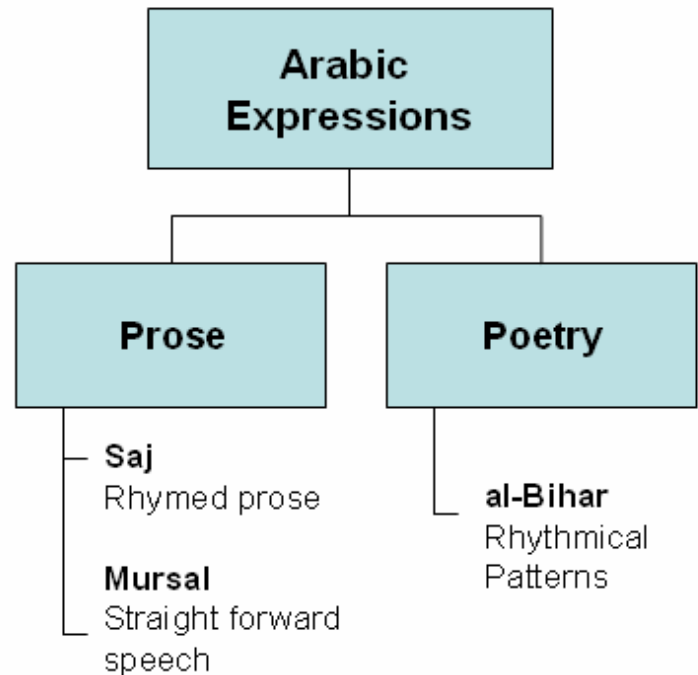 Arabic
Expressions
Prose
Poetry
Saj
Rhymed prose
Mursal
Straight forward
speech
al-Bihar
Rhythmical
Patterns